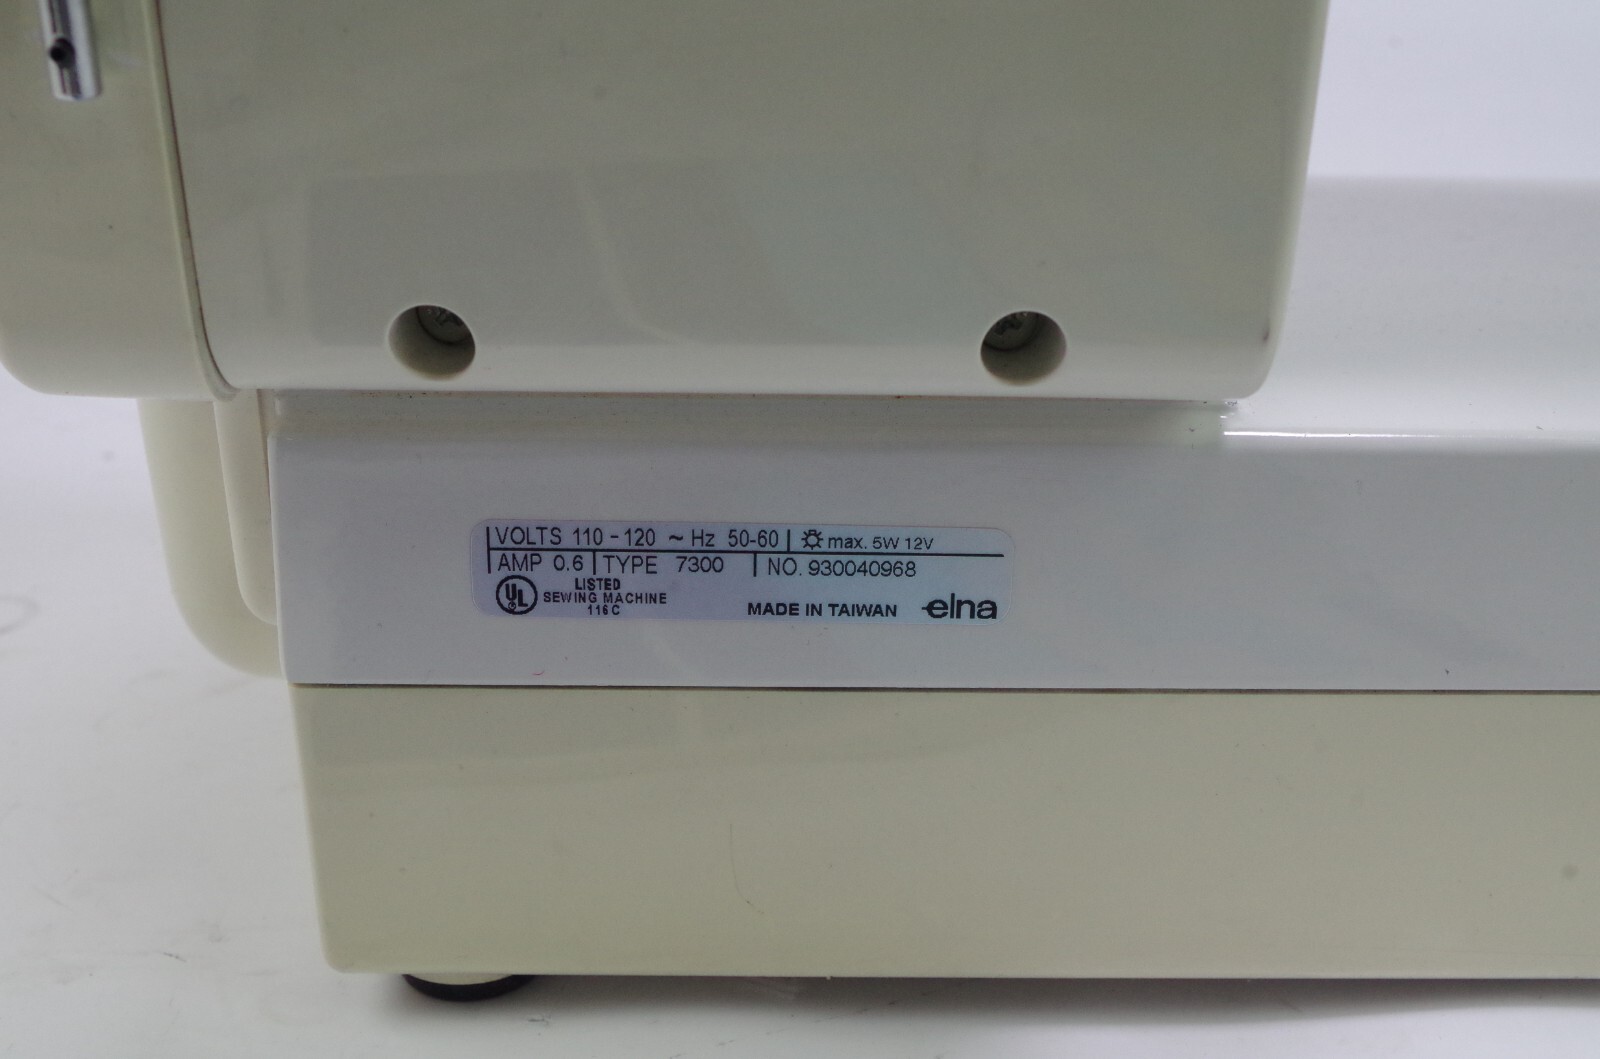 VOLTS 110 - 120 ~ Hz 50-60 max. 5W 12V
AMP 0.6 TYPE 7300 NO. 930040968
UL LISTED
SEWING MACHINE
116C
MADE IN TAIWAN elna